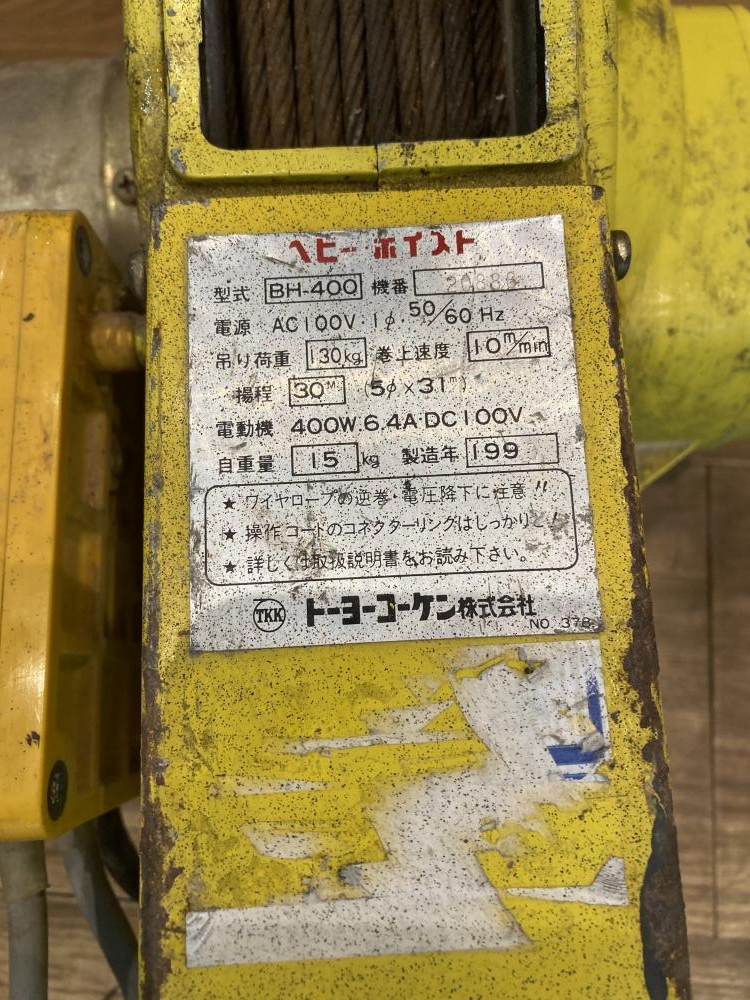 ヘビーホイスト
型式 BH-400 機番
電源 AC100V・1φ・50/60Hz
吊り荷重 130kg 巻上速度 10m/min
揚程 30M (5φ×31m)
電動機 400W.6.4A.DC100V
自重量 15kg 製造年 199
★ ワイヤロープの逆巻・電圧降下に注意!!
★ 操作コードのコネクターリングはしっかりと!
★ 詳しくは取扱説明書をお読み下さい。
TKK トーヨーコーケン株式会社
NO 378